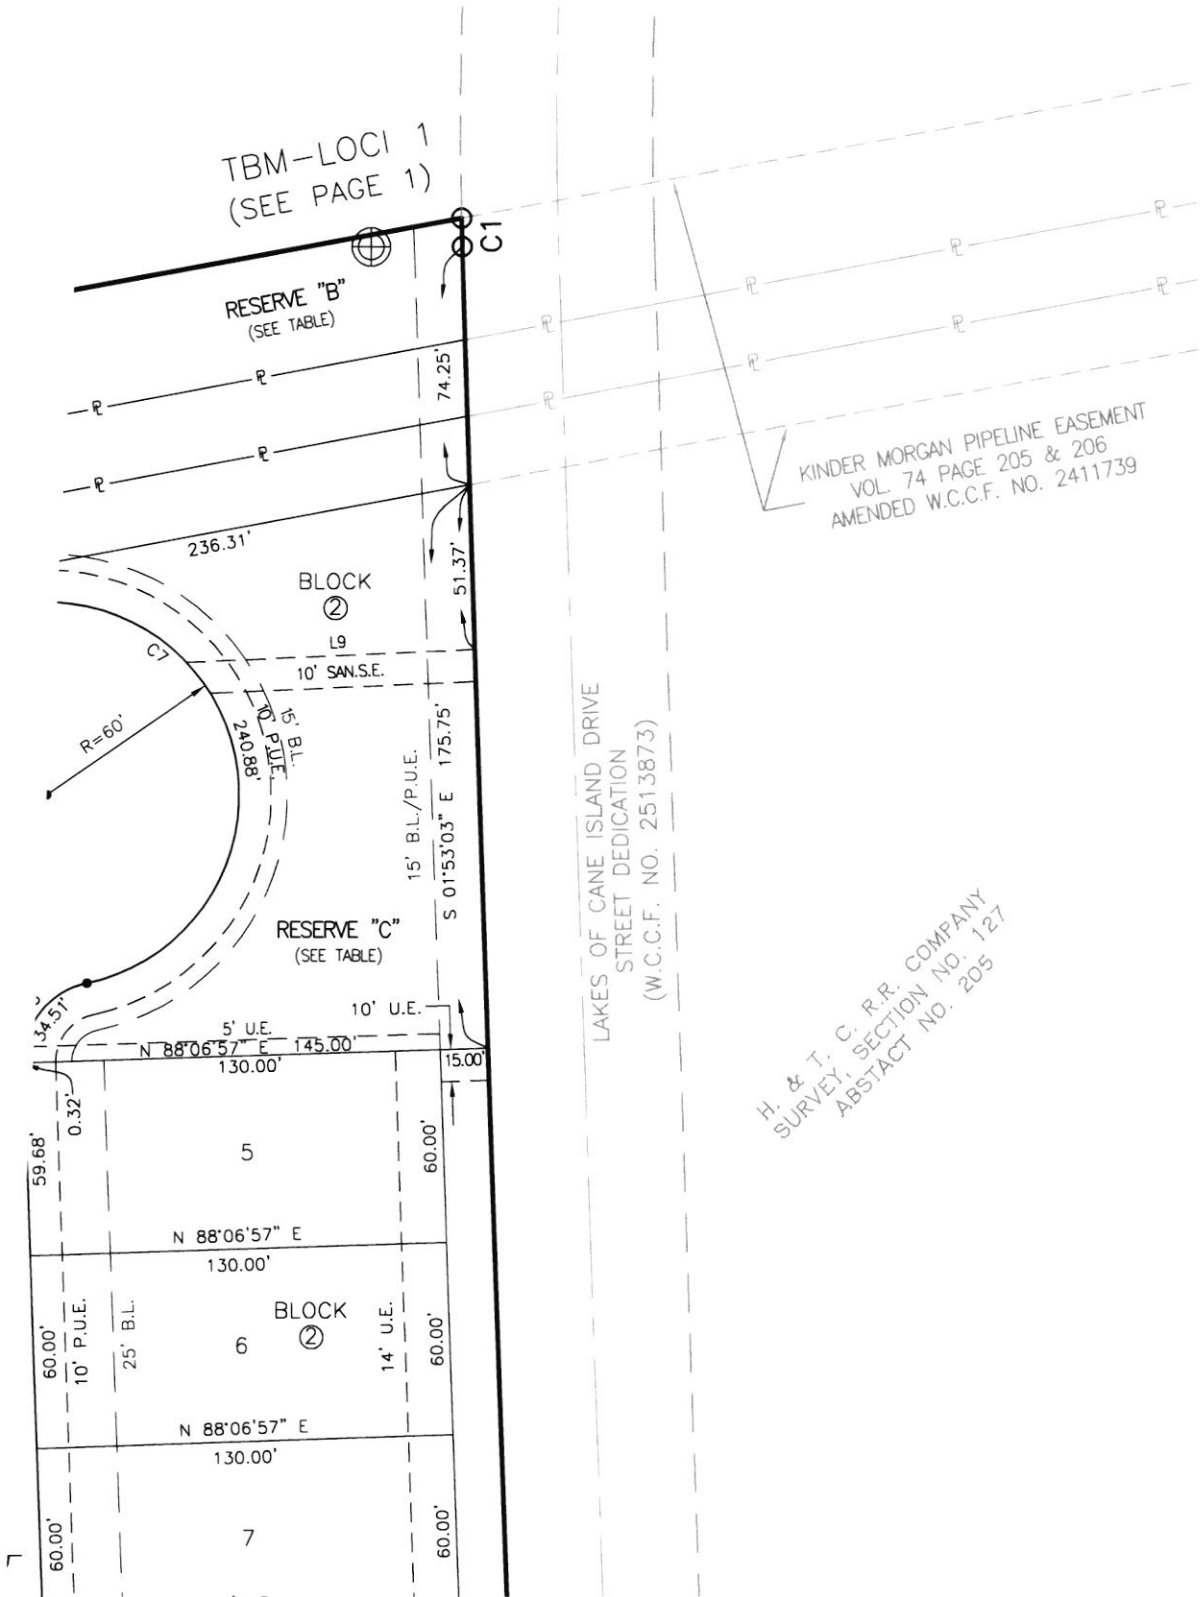 TBM-LOCI 1
(SEE PAGE 1)
C1
RESERVE "B"
(SEE TABLE)
74.25'
KINDER MORGAN PIPELINE EASEMENT
VOL. 74 PAGE 205 & 206
AMENDED W.C.C.F. NO. 2411739
236.31'
51.37'
BLOCK
2
L9
10' SAN.S.E.
C7
R=60'
240.88'
10' P.U.E.
15' B.L.
15' B.L./P.U.E.
S 01°53'03" E 175.75'
LAKES OF CANE ISLAND DRIVE
STREET DEDICATION
(W.C.C.F. NO. 2513873)
H. & T. C. R.R. COMPANY
SURVEY, SECTION NO. 127
ABSTACT NO. 205
RESERVE "C"
(SEE TABLE)
34.51'
10' U.E.
5' U.E.
N 88°06'57" E 145.00'
130.00'
15.00'
0.32'
59.68'
5
60.00'
N 88°06'57" E
130.00'
BLOCK
2
60.00'
10' P.U.E.
25' B.L.
6
14' U.E.
60.00'
N 88°06'57" E
130.00'
60.00'
7
60.00'